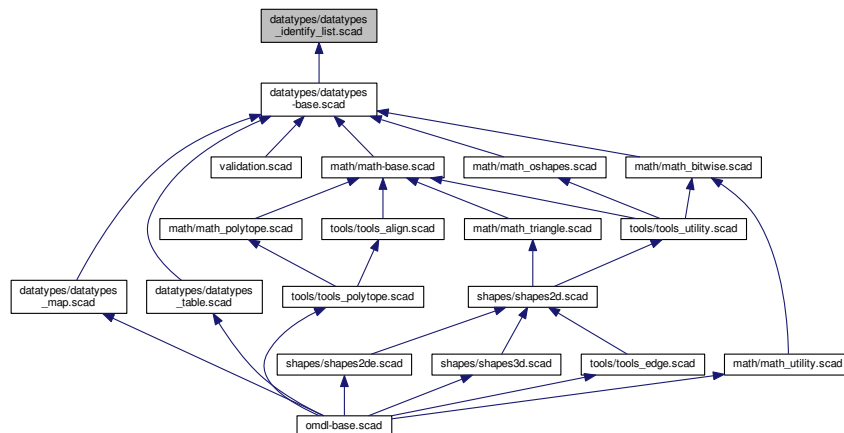 datatypes/datatypes
_identify_list.scad
datatypes/datatypes
-base.scad
validation.scad
math/math-base.scad
math/math_oshapes.scad
math/math_bitwise.scad
math/math_polytope.scad
tools/tools_align.scad
math/math_triangle.scad
tools/tools_utility.scad
datatypes/datatypes
_map.scad
datatypes/datatypes
_table.scad
tools/tools_polytope.scad
shapes/shapes2d.scad
shapes/shapes2de.scad
shapes/shapes3d.scad
tools/tools_edge.scad
math/math_utility.scad
omdl-base.scad